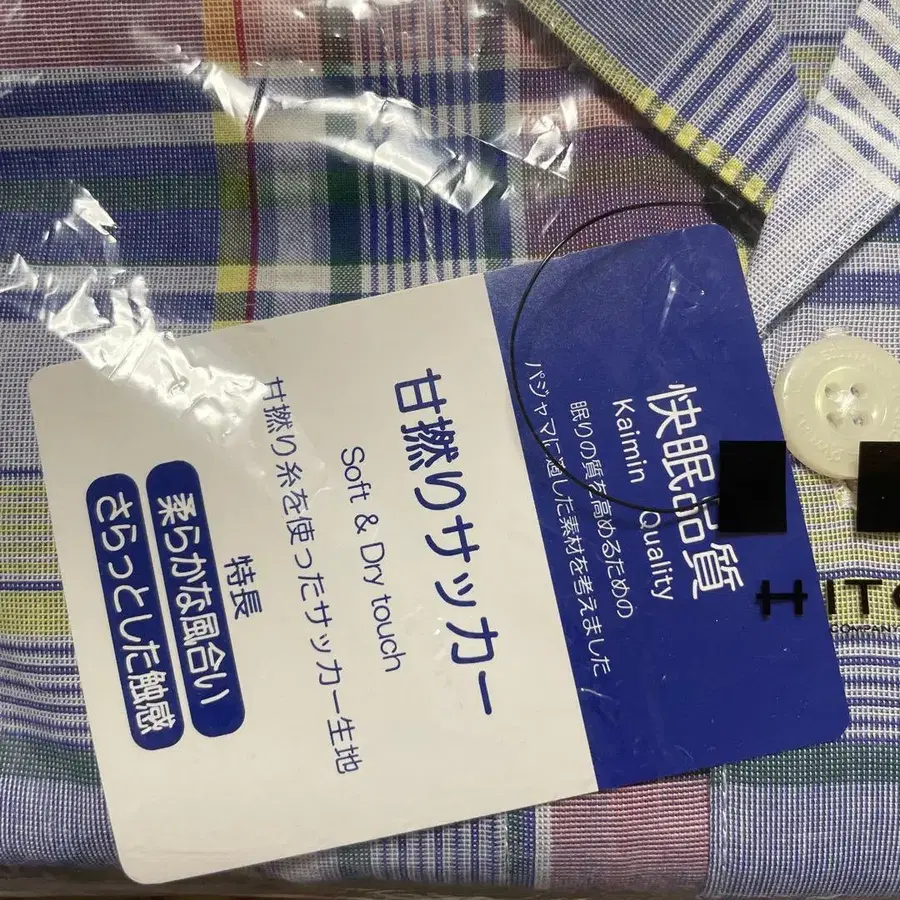 快眠品質
Kaimin Quality
眠りの質を高めるための
パジャマに適した素材を考えました
甘撚りサッカー
Soft & Dry touch
甘撚り糸を使ったサッカー生地
特長
柔らかな風合い
さらっとした触感